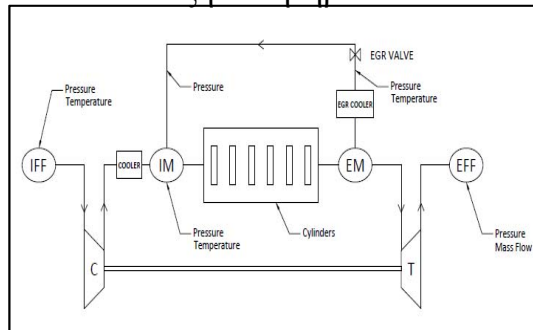 EGR VALVE
Pressure
Temperature
Pressure
Pressure
Temperature
EGR COOLER
IFF
COOLER
IM
EM
EFF
Pressure
Temperature
Cylinders
Pressure
Mass Flow
C
T